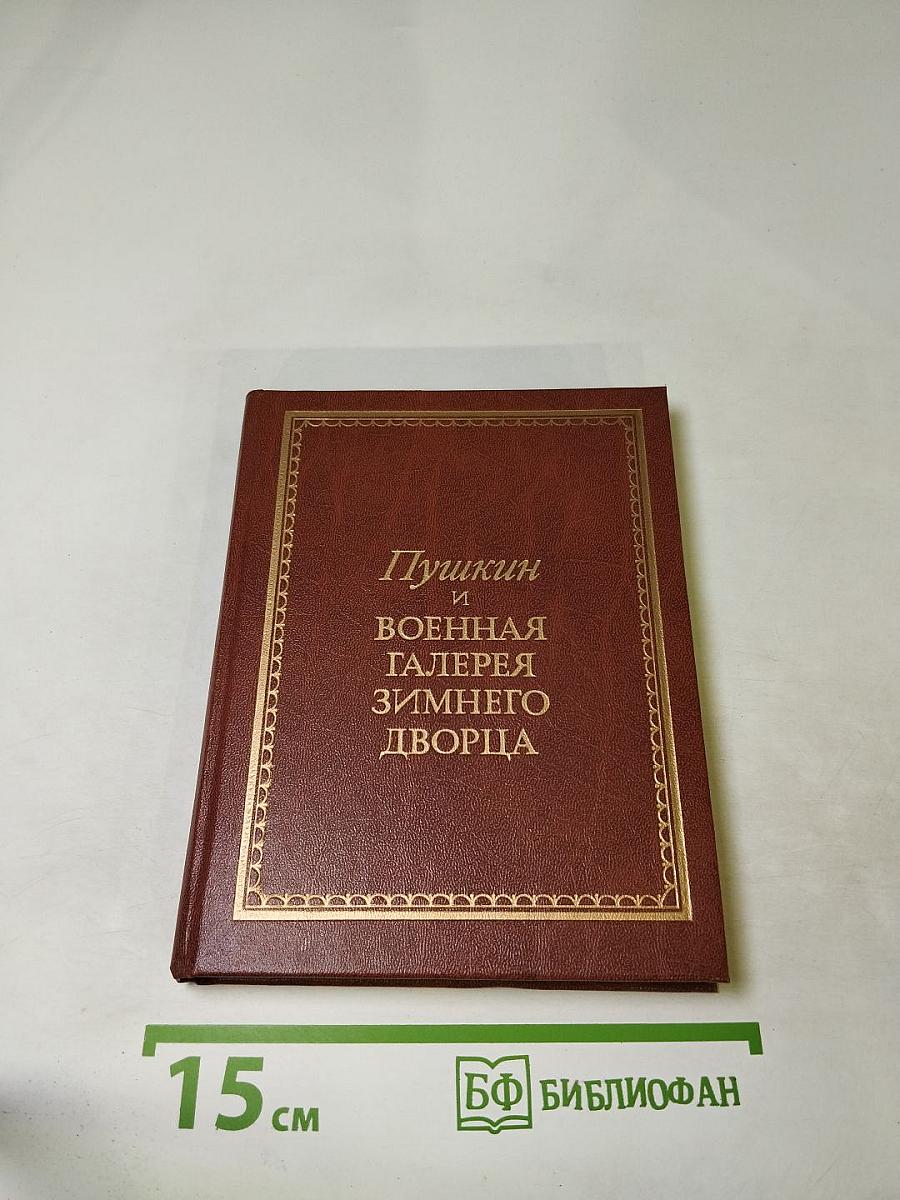 Пушкин
и
ВОЕННАЯ
ГАЛЕРЕЯ
ЗИМНЕГО
ДВОРЦА
15 см
БФ БИБЛИОФАН